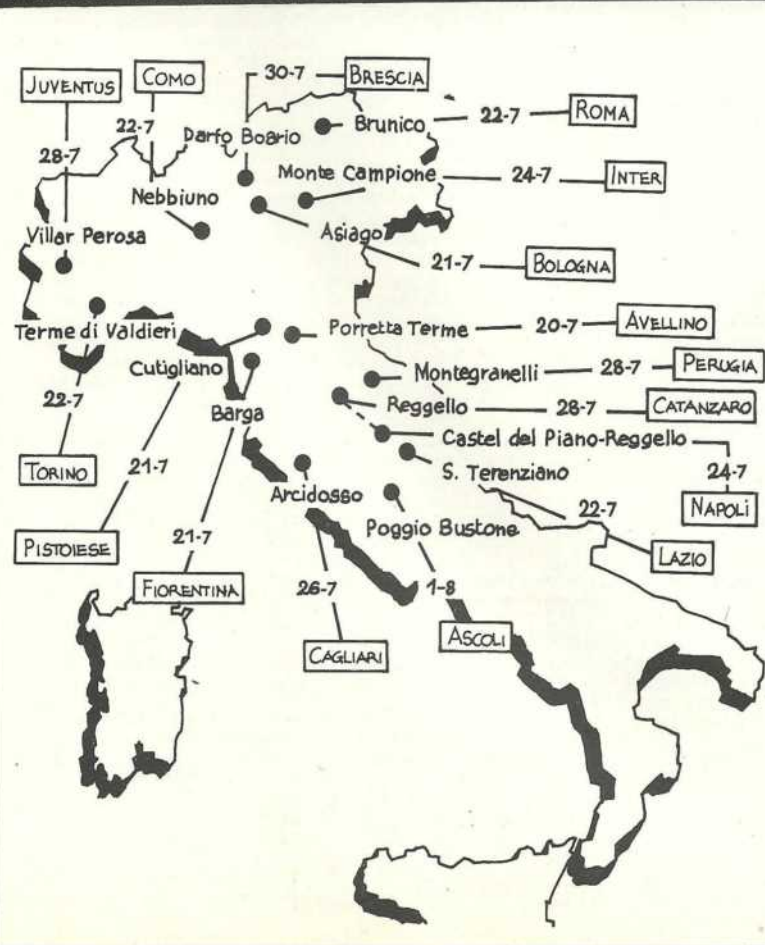 JUVENTUS
COMO
30-7
BRESCIA
22-7
Darfo Boario
Brunico
22-7
ROMA
28-7
Nebbiuno
Monte Campione
24-7
INTER
Villar Perosa
Asiago
21-7
BOLOGNA
Terme di Valdieri
Cutigliano
Porretta Terme
20-7
AVELLINO
Montegranelli
28-7
PERUGIA
22-7
Barga
Reggello
28-7
CATANZARO
TORINO
21-7
Castel del Piano-Reggello
24-7
NAPOLI
Arcidosso
S. Terenziano
22-7
LAZIO
PISTOIESE
21-7
Poggio Bustone
FIORENTINA
26-7
1-8
CAGLIARI
ASCOLI